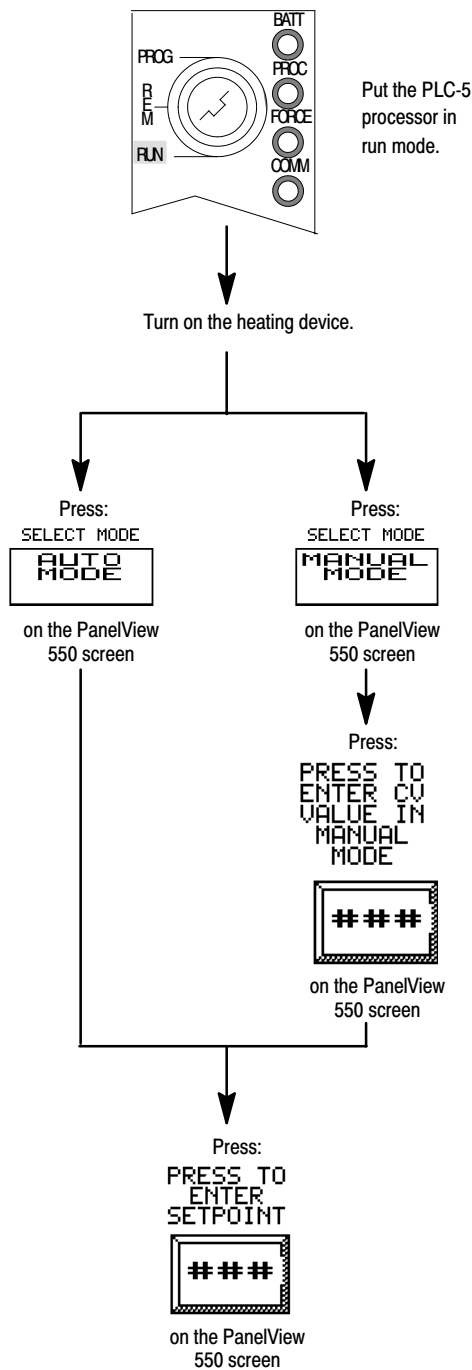 BATT
PROG
PROC
R
E
M
FORCE
RUN
COMM
Put the PLC-5
processor in
run mode.
Turn on the heating device.
Press:
SELECT MODE
AUTO
MODE
on the PanelView
550 screen
Press:
SELECT MODE
MANUAL
MODE
on the PanelView
550 screen
Press:
PRESS TO
ENTER CV
VALUE IN
MANUAL
MODE
###
on the PanelView
550 screen
Press:
PRESS TO
ENTER
SETPOINT
###
on the PanelView
550 screen